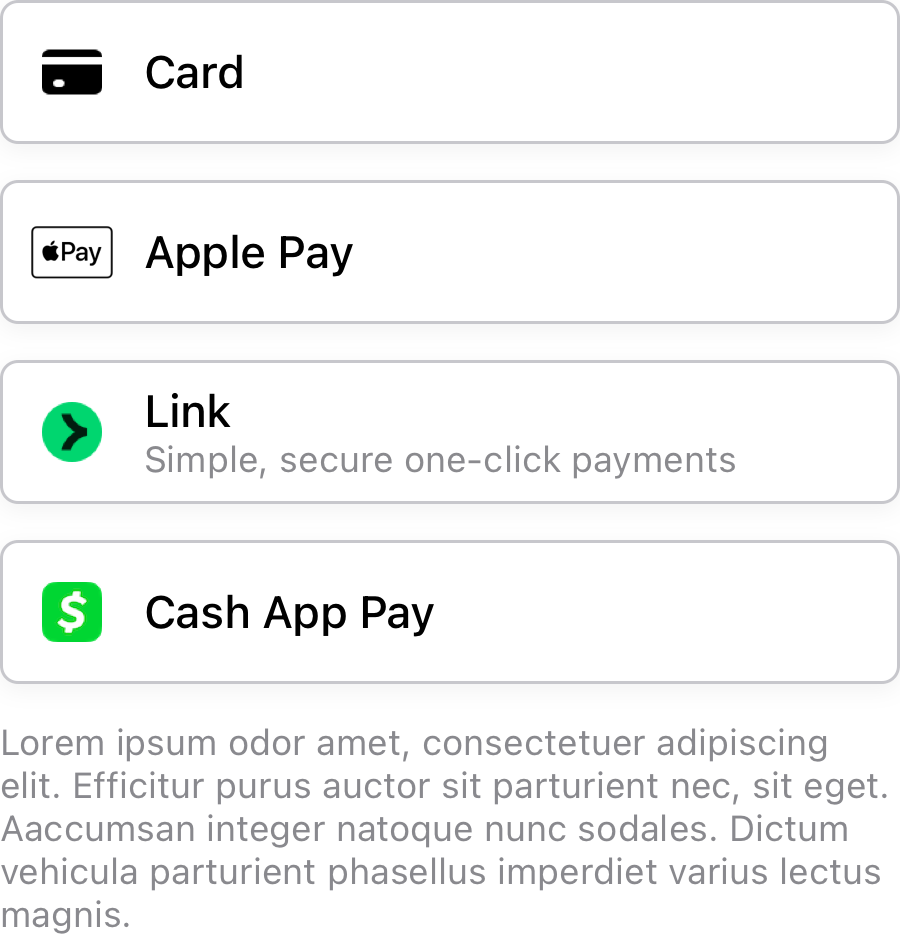 Card
Pay
Apple Pay
Link
Simple, secure one-click payments
$
Cash App Pay
Lorem ipsum odor amet, consectetuer adipiscing
elit. Efficitur purus auctor sit parturient nec, sit eget.
Aaccumsan integer natoque nunc sodales. Dictum
vehicula parturient phasellus imperdiet varius lectus
magnis.